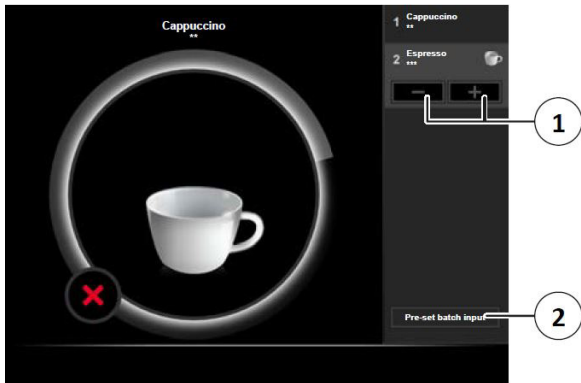 Cappuccino
**
1 Cappuccino
**
2 Espresso
***
− +
1
Pre-set batch input
2